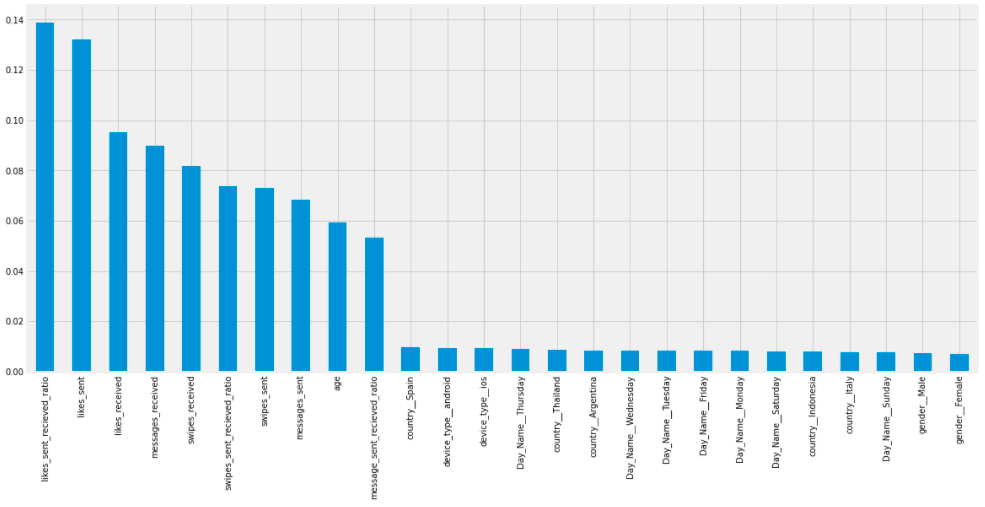 0.14
0.12
0.10
0.08
0.06
0.04
0.02
0.00
likes_sent_recieved_ratio
likes_sent
likes_received
messages_received
swipes_received
swipes_sent_recieved_ratio
swipes_sent
messages_sent
age
message_sent_recieved_ratio
country__Spain
device_type__android
device_type__ios
Day_Name__Thursday
country__Thailand
country__Argentina
Day_Name__Wednesday
Day_Name__Tuesday
Day_Name__Friday
Day_Name__Monday
Day_Name__Saturday
country__Indonesia
country__Italy
Day_Name__Sunday
gender__Male
gender__Female